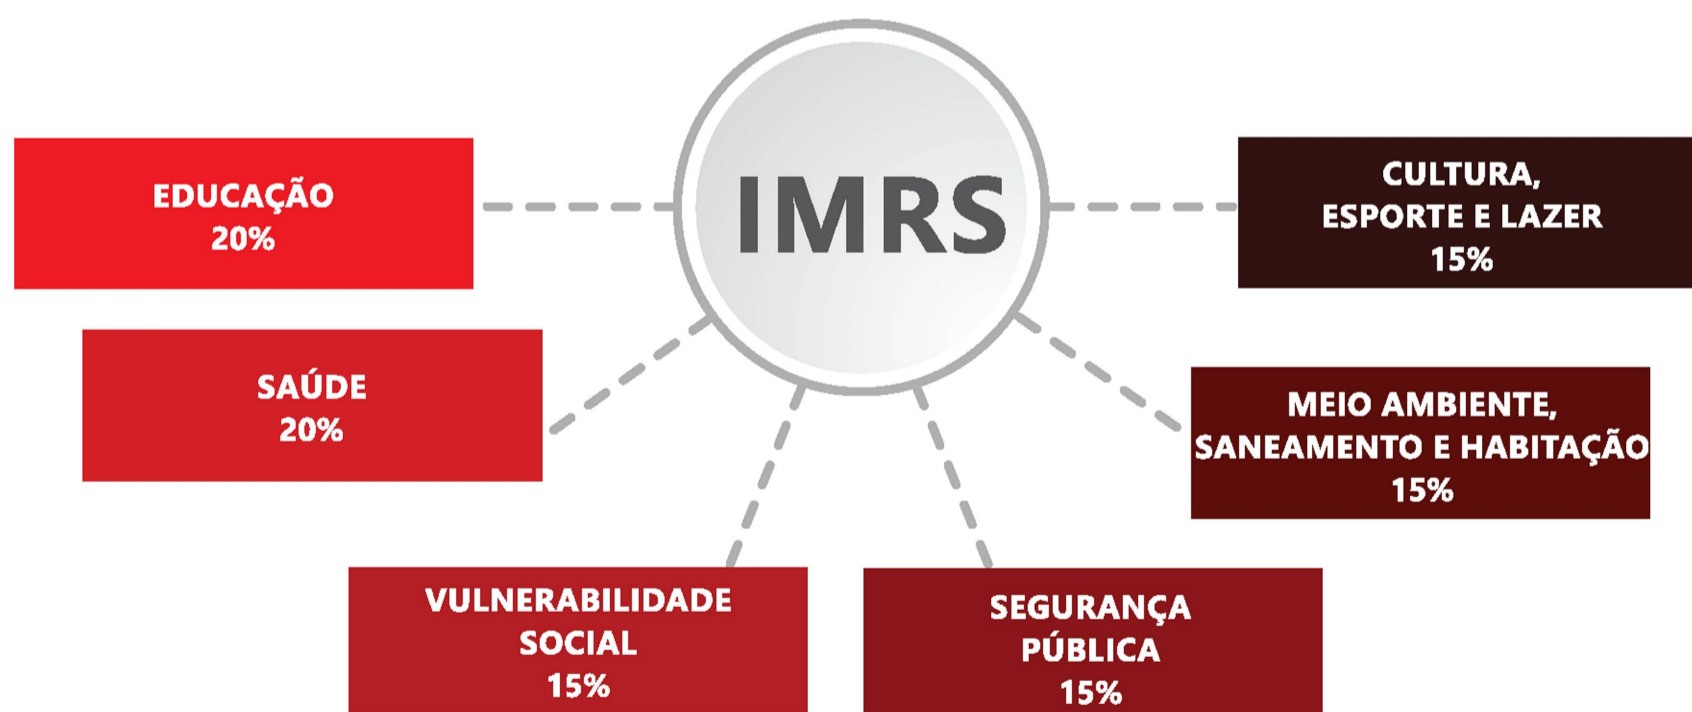 IMRS
EDUCAÇÃO
20%
SAÚDE
20%
VULNERABILIDADE
SOCIAL
15%
SEGURANÇA
PÚBLICA
15%
MEIO AMBIENTE,
SANEAMENTO E HABITAÇÃO
15%
CULTURA,
ESPORTE E LAZER
15%